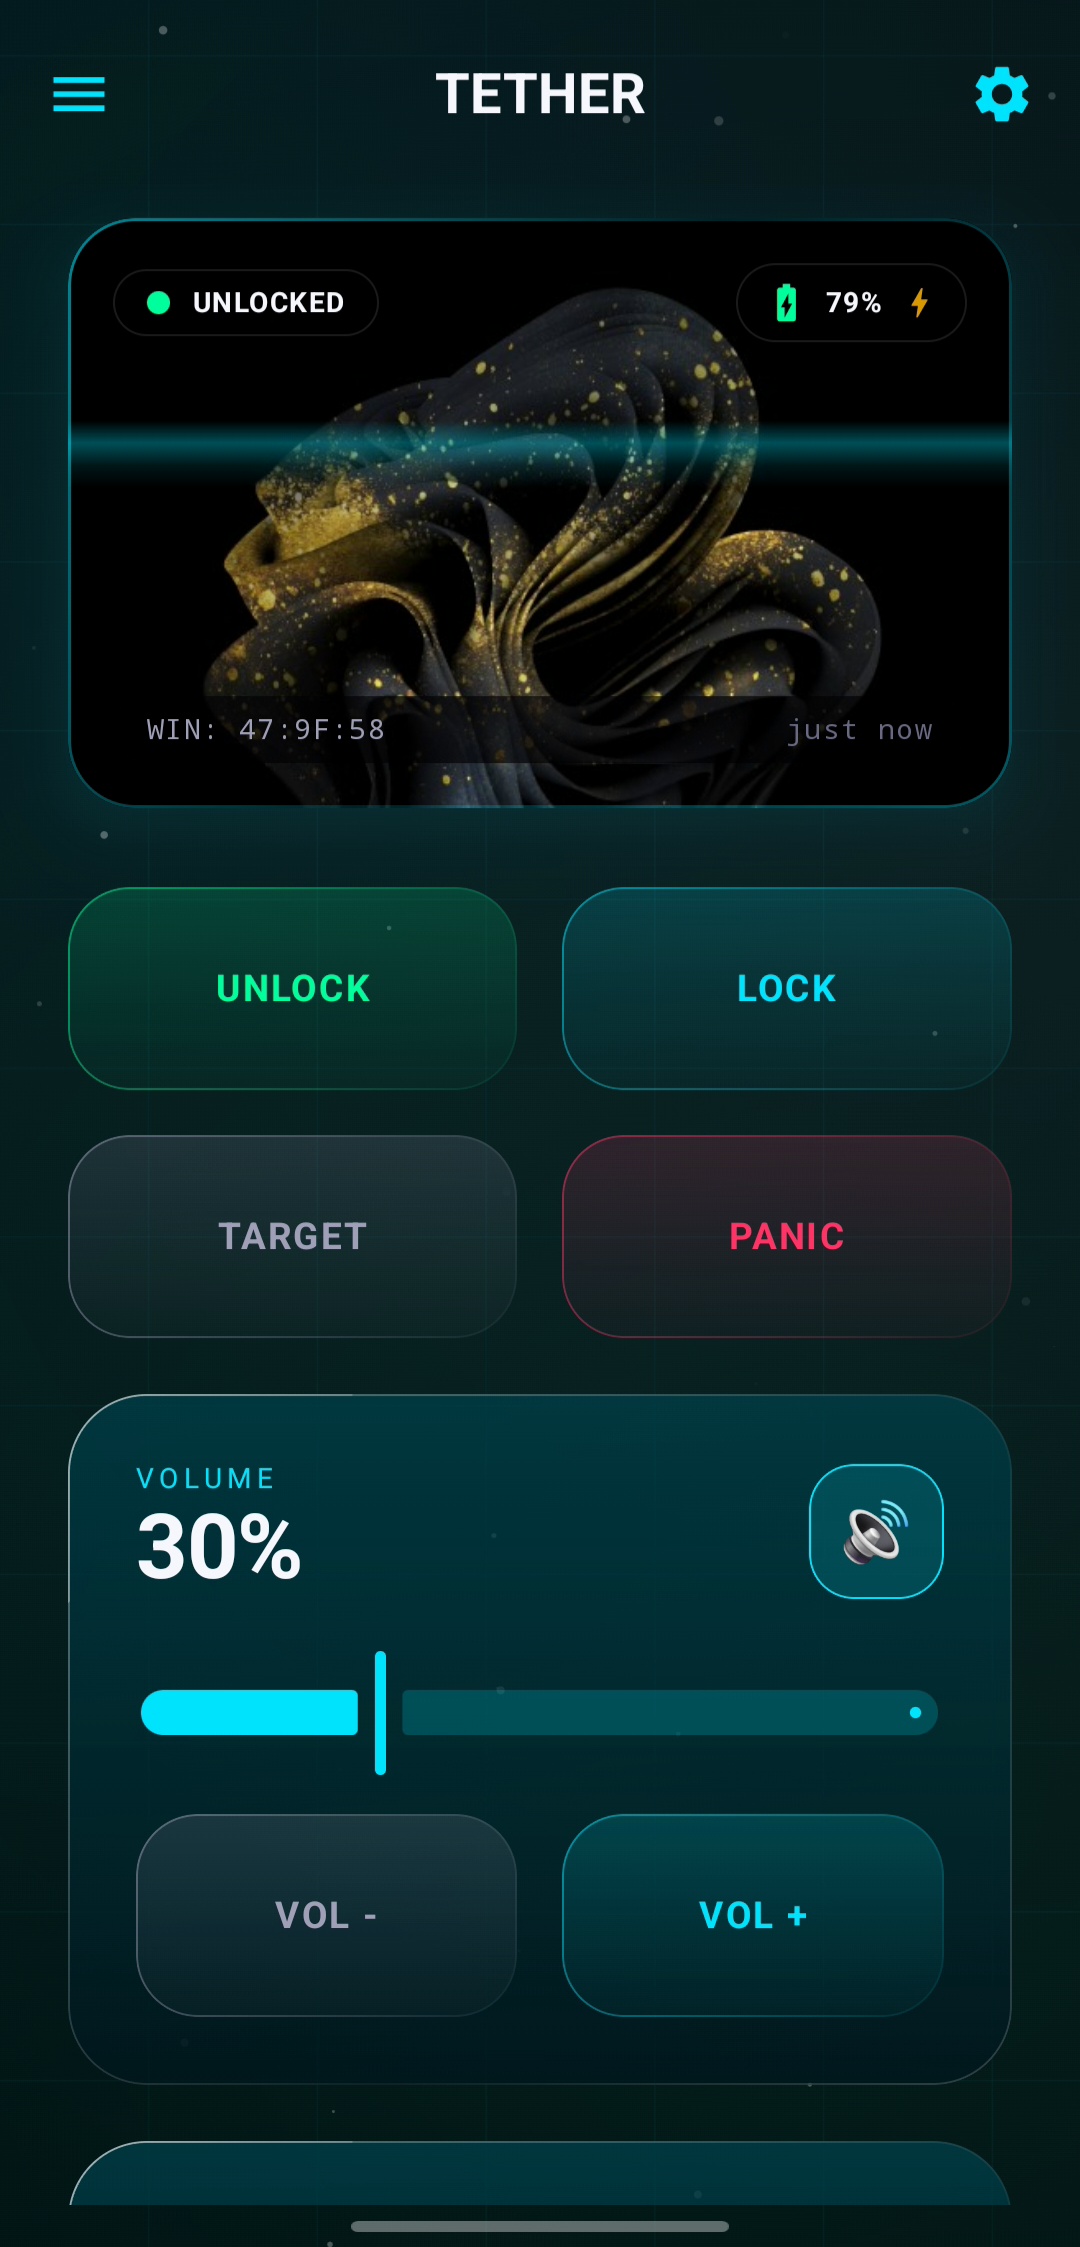 TETHER
UNLOCKED
79%
WIN: 47:9F:58
just now
UNLOCK
LOCK
TARGET
PANIC
VOLUME
30%
VOL -
VOL +